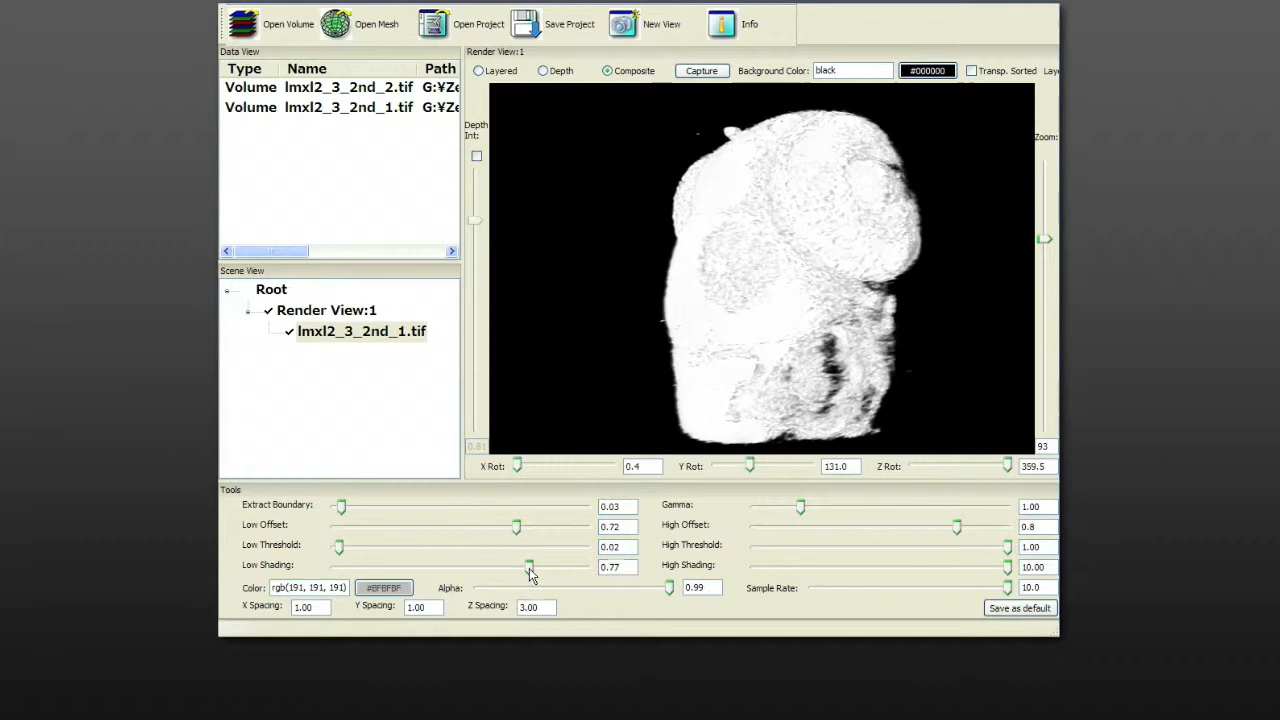 Open Volume Open Mesh Open Project Save Project New View Info
Data View
Type Name Path
Volume lmxl2_3_2nd_2.tif G:¥Ze
Volume lmxl2_3_2nd_1.tif G:¥Ze
Scene View
Root
Render View:1
lmxl2_3_2nd_1.tif
Render View:1
Layered Depth Composite Capture Background Color: black #000000 Transp. Sorted Laye
Depth
Int:
Zoom:
0.81
93
X Rot: 0.4 Y Rot: 131.0 Z Rot: 359.5
Tools
Extract Boundary: 0.03 Gamma: 1.00
Low Offset: 0.72 High Offset: 0.8
Low Threshold: 0.02 High Threshold: 1.00
Low Shading: 0.77 High Shading: 10.00
Color: rgb(191, 191, 191) #BFBFBF Alpha: 0.99 Sample Rate: 10.0
X Spacing: 1.00 Y Spacing: 1.00 Z Spacing: 3.00 Save as default